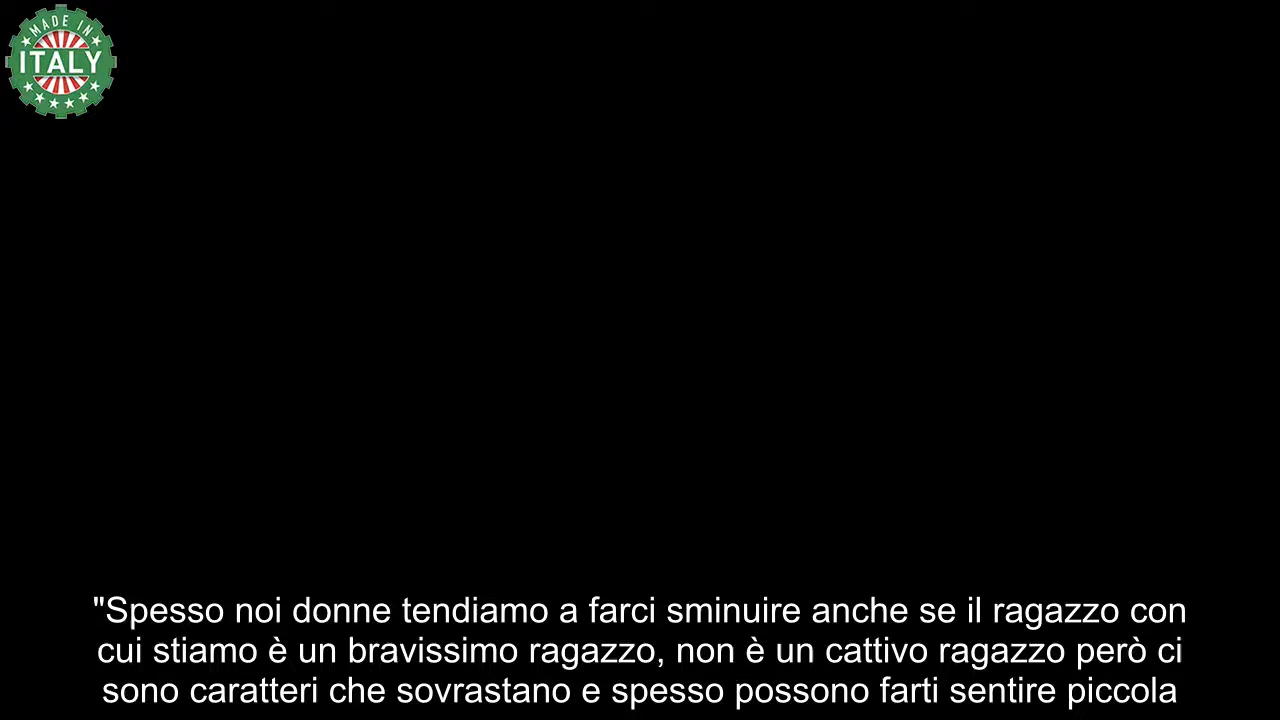 MADE IN
ITALY
"Spesso noi donne tendiamo a farci sminuire anche se il ragazzo con
cui stiamo è un bravissimo ragazzo, non è un cattivo ragazzo però ci
sono caratteri che sovrastano e spesso possono farti sentire piccola